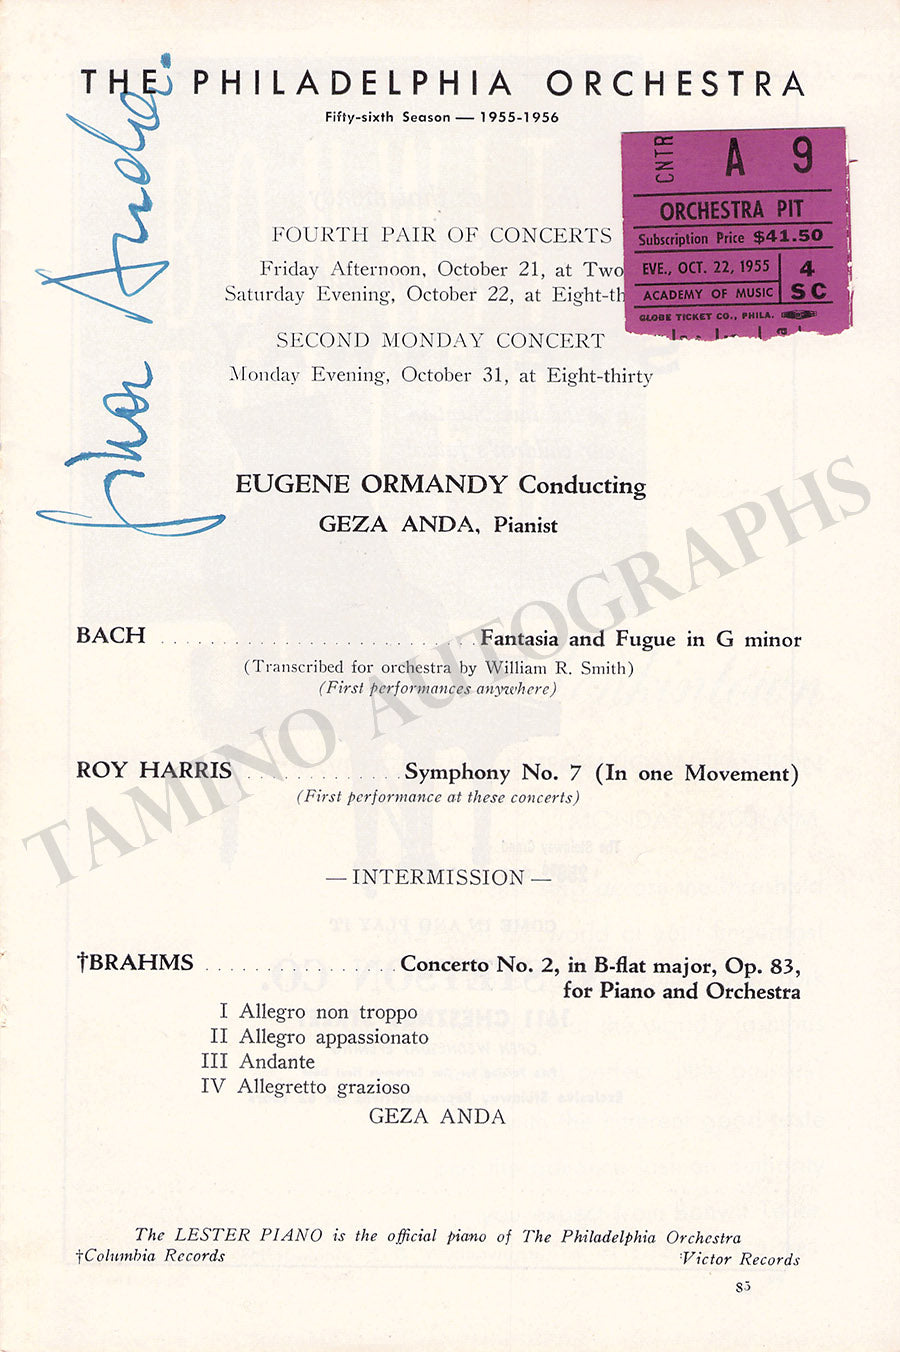 THE PHILADELPHIA ORCHESTRA
Fifty-sixth Season — 1955-1956
Géza Anda.
CNTR
A 9
ORCHESTRA PIT
Subscription Price $41.50
EVE., OCT. 22, 1955
4
ACADEMY OF MUSIC
SC
GLOBE TICKET CO., PHILA.
FOURTH PAIR OF CONCERTS
Friday Afternoon, October 21, at Two
Saturday Evening, October 22, at Eight-th
SECOND MONDAY CONCERT
Monday Evening, October 31, at Eight-thirty
EUGENE ORMANDY Conducting
GEZA ANDA, Pianist
BACH . . . . . . . . . . . . . . . . . . . . . . . . . . . Fantasia and Fugue in G minor
(Transcribed for orchestra by William R. Smith)
(First performances anywhere)
ROY HARRIS . . . . . . . . . . . . . Symphony No. 7 (In one Movement)
(First performance at these concerts)
— INTERMISSION —
†BRAHMS . . . . . . . . . . . . . . . . Concerto No. 2, in B-flat major, Op. 83,
for Piano and Orchestra
I Allegro non troppo
II Allegro appassionato
III Andante
IV Allegretto grazioso
GEZA ANDA
The LESTER PIANO is the official piano of The Philadelphia Orchestra
†Columbia Records
Victor Records
85
TAMINO AUTOGRAPHS